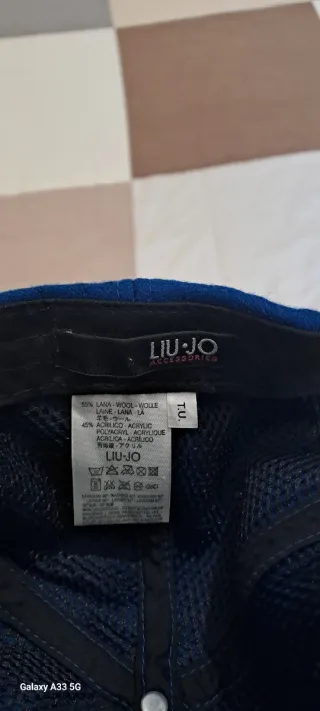 LIU·JO
ACCESSORIES
55% LANA - WOOL - WOLLE
LAINE - LANA - LÃ
45% ACRILICO - ACRYLIC
POLYACRYL - ACRYLIQUE
ACRILICA - ACRÍLICO
LIU·JO
T.U.
Galaxy A33 5G